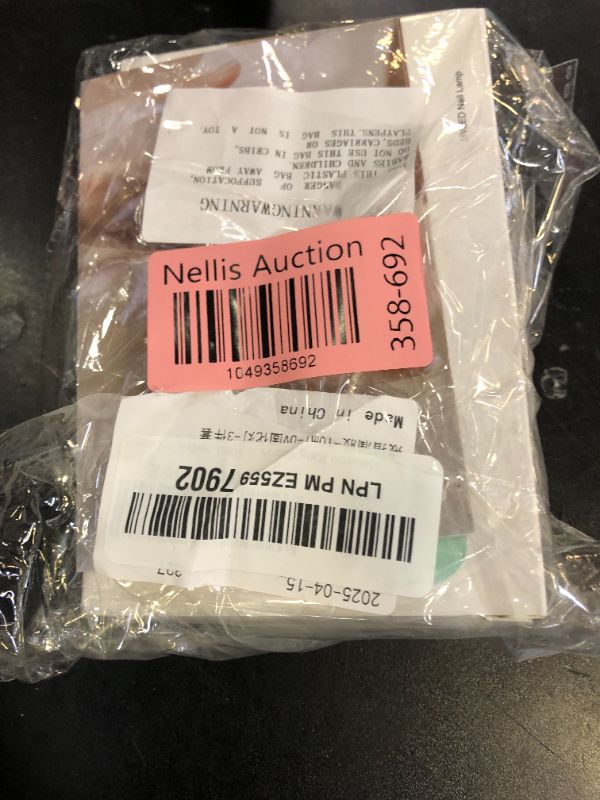 UV/LED Nail Lamp
WARNINGWARNING
DANGER OF SUFFOCATION.
THIS PLASTIC BAG AWAY FROM
BABIES AND CHILDREN.
DO NOT USE THIS BAG IN CRIBS,
BEDS, CARRIAGES OR
PLAYPENS. THIS BAG IS NOT A TOY.
Nellis Auction
358-692
1049358692
Made in China
LPN PM EZ559 7902
2025-04-15